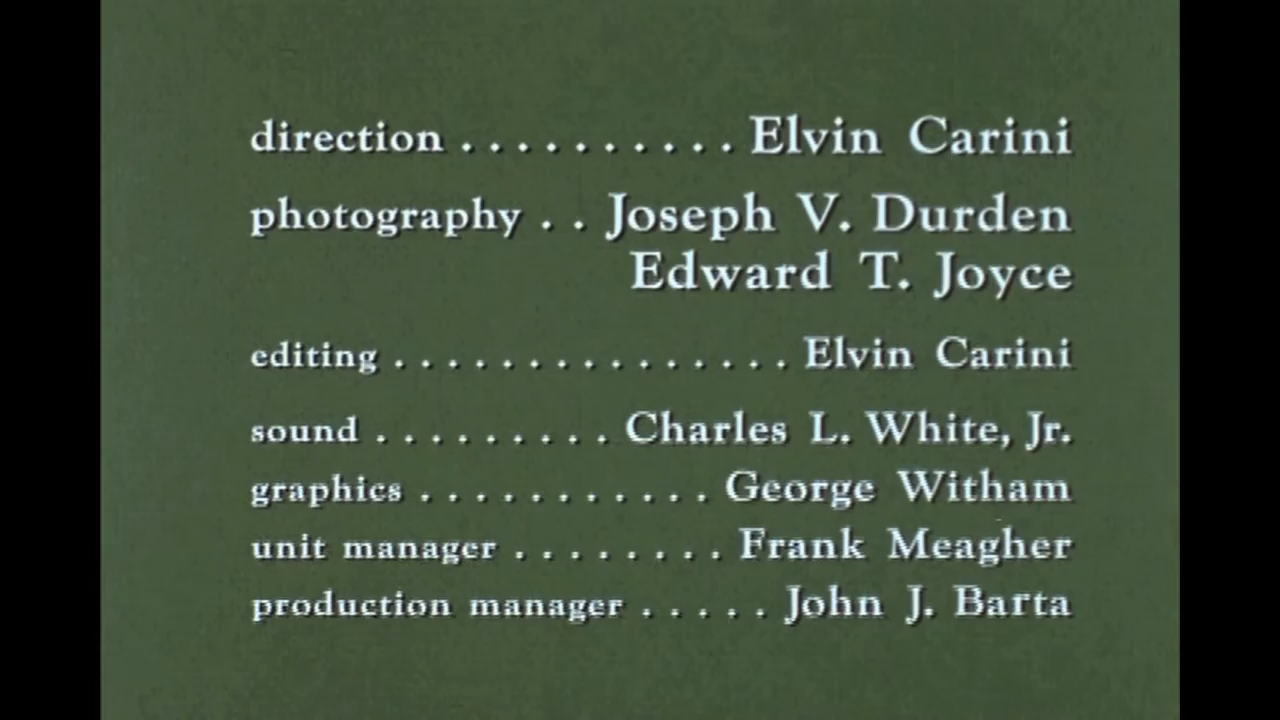 direction . . . . . . . . . . Elvin Carini
photography . . Joseph V. Durden
Edward T. Joyce
editing . . . . . . . . . . . . . . . Elvin Carini
sound . . . . . . . . . Charles L. White, Jr.
graphics . . . . . . . . . . . George Witham
unit manager . . . . . . . . Frank Meagher
production manager . . . . . John J. Barta